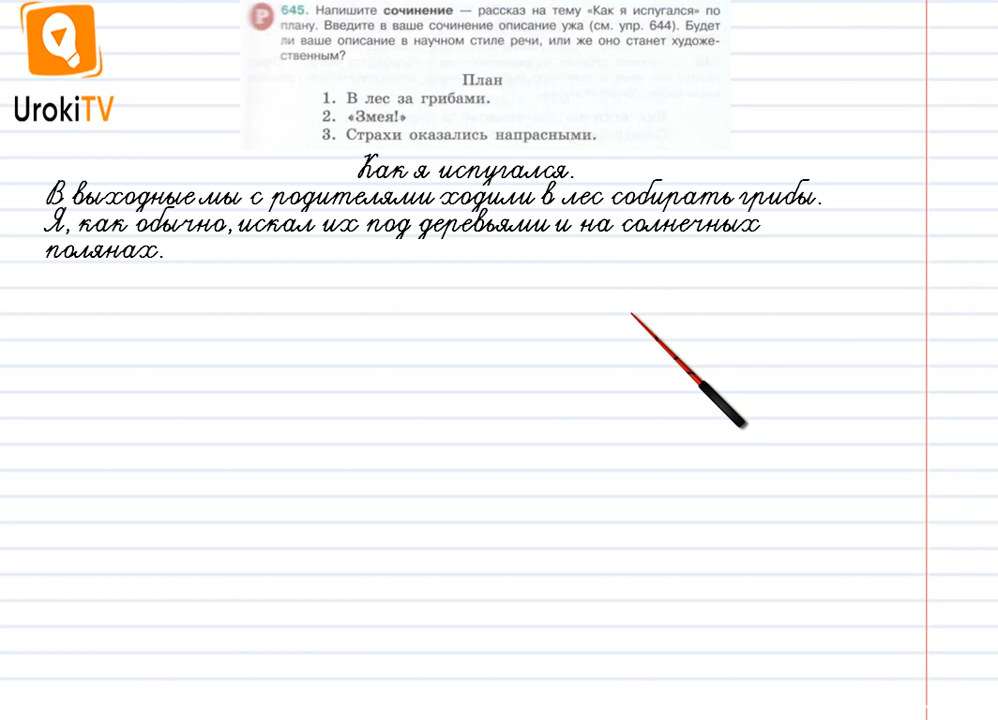 645. Напишите сочинение — рассказ на тему «Как я испугался» по
плану. Введите в ваше сочинение описание ужа (см. упр. 644). Будет
ли ваше описание в научном стиле речи, или же оно станет художе-
ственным?
План
1. В лес за грибами.
2. «Змея!»
3. Страхи оказались напрасными.
UrokiTV
Как я испугался.
В выходные мы с родителями ходили в лес собирать грибы.
Я, как обычно, искал их под деревьями и на солнечных
полянах.